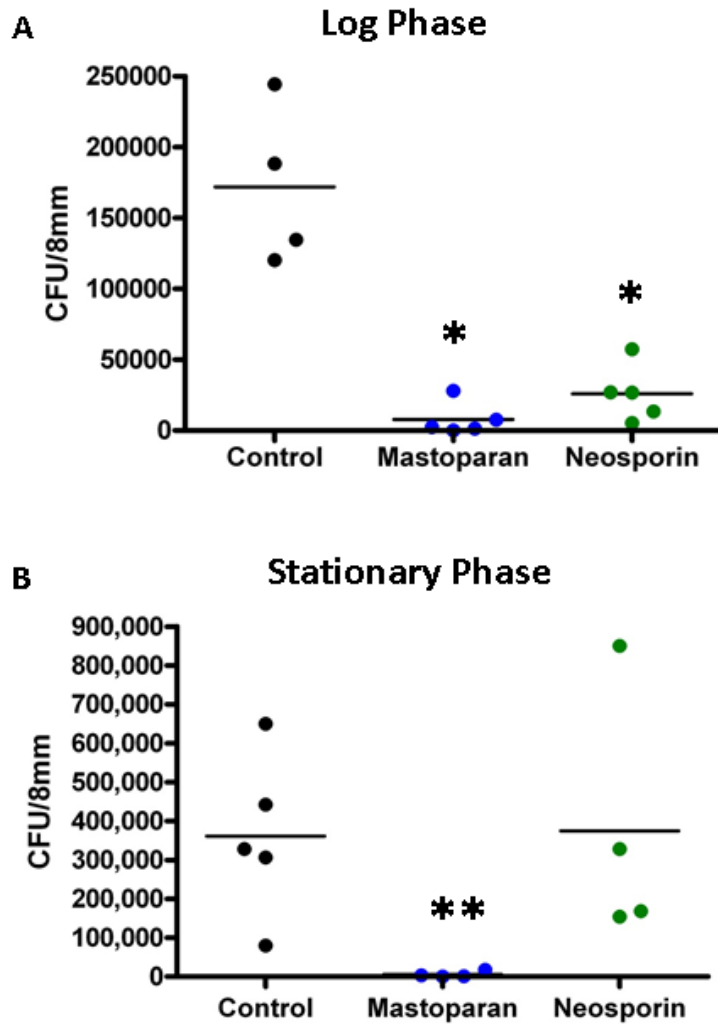 A
Log Phase
250000
200000
150000
100000
50000
0
CFU/8mm
*
*
Control Mastoparan Neosporin
B
Stationary Phase
900,000
800,000
700,000
600,000
500,000
400,000
300,000
200,000
100,000
0
CFU/8mm
**
Control Mastoparan Neosporin